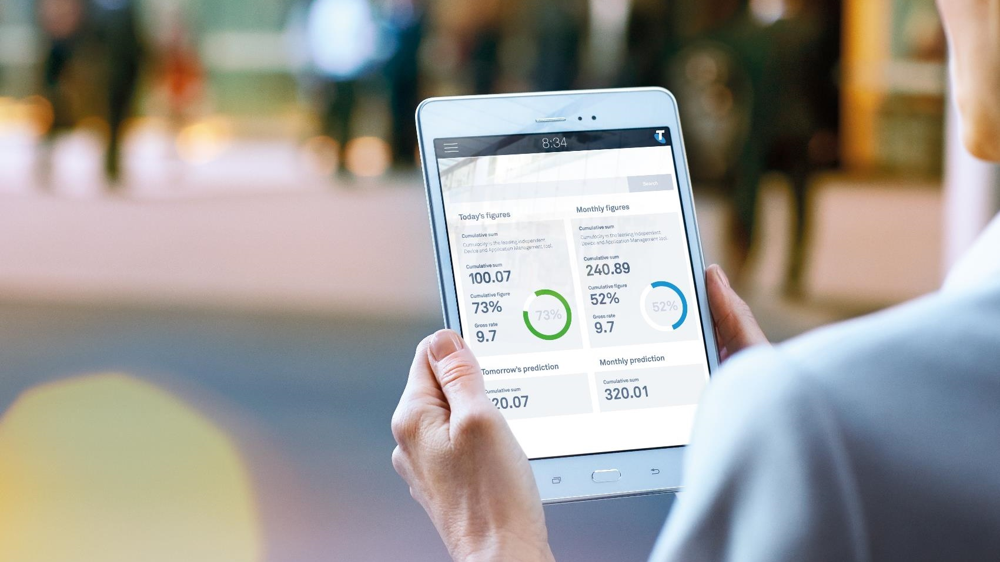 8:34
T
Search
Today's figures
Cumulative sum
Cumulocity is the leading independent
Device and Application Management tool.
Cumulative sum
100.07
Cumulative figure
73%
73%
Gross rate
9.7
Monthly figures
Cumulative sum
Cumulocity is the leading independent
Device and Application Management tool.
Cumulative sum
240.89
Cumulative figure
52%
52%
Gross rate
9.7
Tomorrow's prediction
Cumulative sum
20.07
Monthly prediction
Cumulative sum
320.01